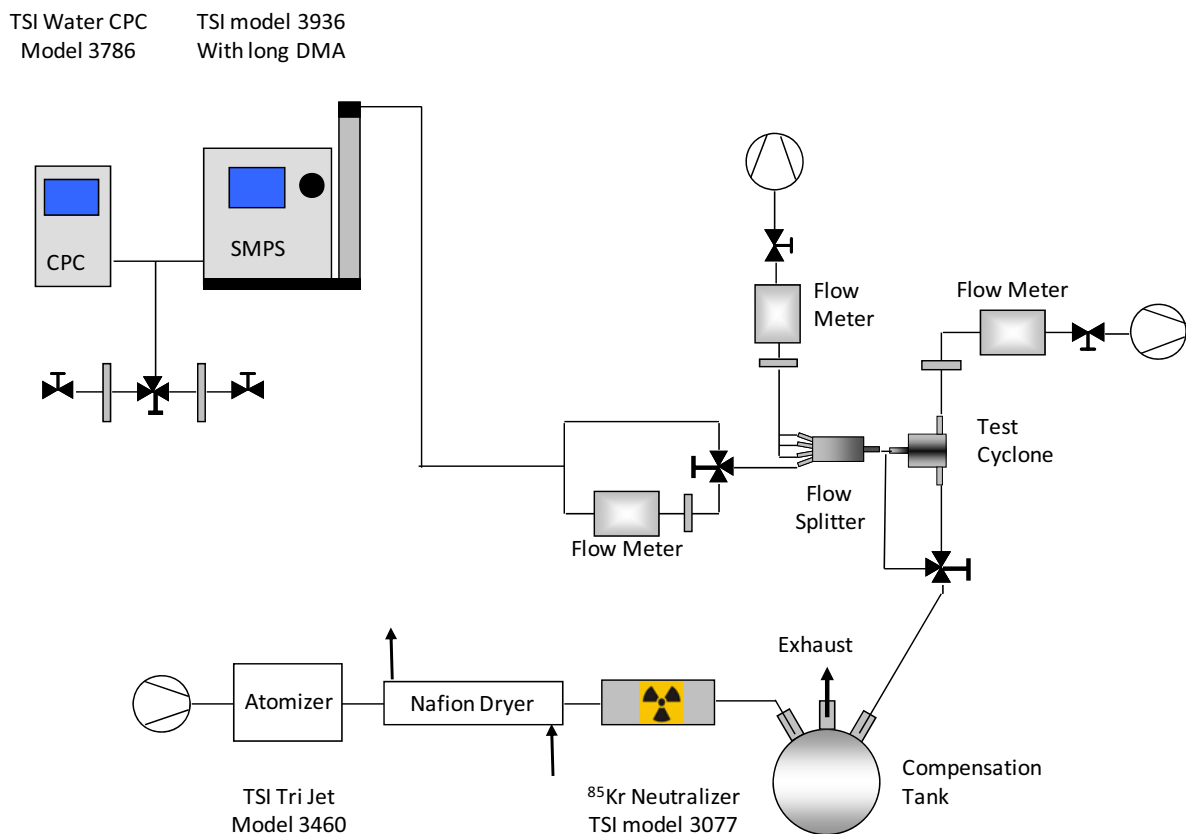 TSI Water CPC
Model 3786
TSI model 3936
With long DMA
CPC
SMPS
Flow
Meter
Flow Meter
Test
Cyclone
Flow
Splitter
Flow Meter
Exhaust
Atomizer
Nafion Dryer
TSI Tri Jet
Model 3460
⁸⁵Kr Neutralizer
TSI model 3077
Compensation
Tank